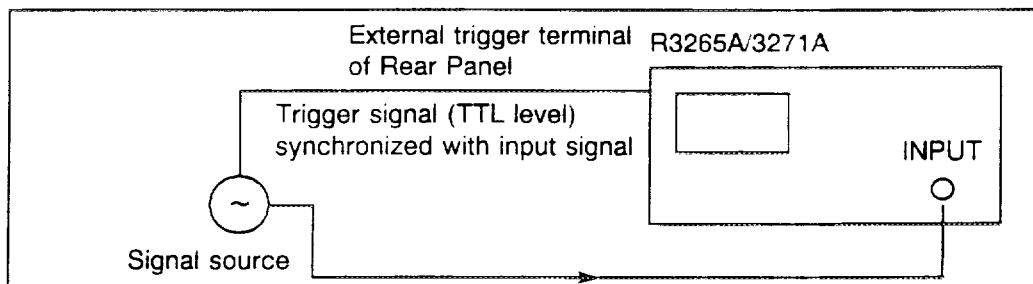 External trigger terminal
of Rear Panel
R3265A/3271A
Trigger signal (TTL level)
synchronized with input signal
INPUT
~
Signal source